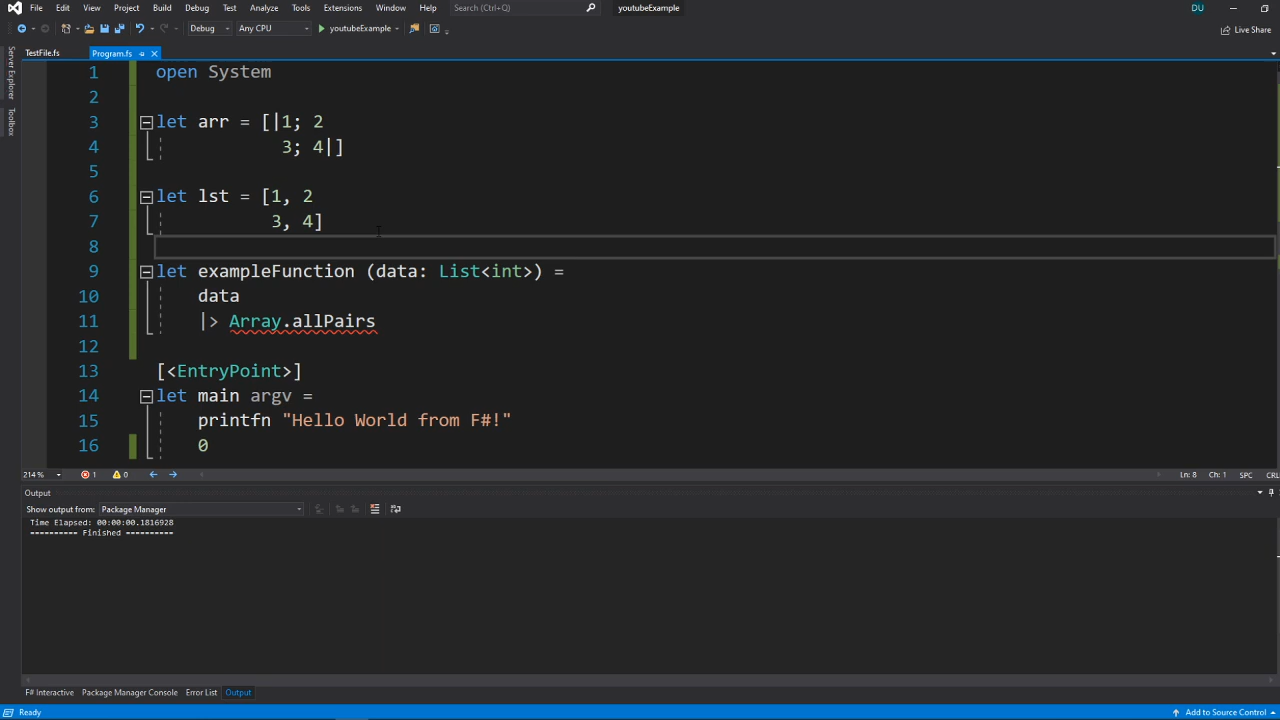 File Edit View Project Build Debug Test Analyze Tools Extensions Window Help Search (Ctrl+Q) youtubeExample DU
Debug Any CPU youtubeExample Live Share
Server Explorer
Toolbox
TestFile.fs Program.fs
1 open System
2
3 let arr = [|1; 2
4 3; 4|]
5
6 let lst = [1, 2
7 3, 4]
8
9 let exampleFunction (data: List<int>) =
10 data
11 |> Array.allPairs
12
13 [<EntryPoint>]
14 let main argv =
15 printfn "Hello World from F#!"
16 0
214 % 1 0 Ln: 8 Ch: 1 SPC CRL
Output
Show output from: Package Manager
Time Elapsed: 00:00:00.1816928
========== Finished ==========
F# Interactive Package Manager Console Error List Output
Ready Add to Source Control